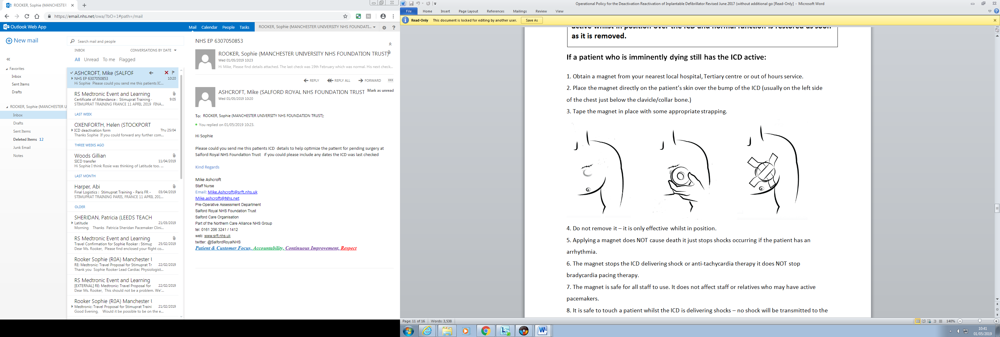 ROOKER, Sophie (MANCHESTER
https://email.nhs.net/owa/?bO=1#path=/mail
Outlook Web App
Mail Calendar People Tasks
ROOKER, Sophie (MANCHESTER UNIVERSITY NHS FOUNDATI...
New mail
Favorites
Inbox
Sent Items
Drafts
ROOKER, Sophie (MANCHESTER U
Inbox
Drafts
Sent Items
Deleted Items 12
Junk Email
Notes
Search mail and people
INBOX CONVERSATIONS BY DATE
All Unread To me Flagged
ASHCROFT, Mike (SALFOF
NHS EP 6307050853 10:20
Hi Sophie Please could you send me this patients IC...
RS Medtronic Event and Learning
Certificate of Attendance : Stimuprat Training - 9:05
STIMUPRAT TRAINING FRANCE 11 APRIL 2019 FINA...
LAST WEEK
OXENFORTH, Helen (STOCKPORT
ICD deactivation form Thu 25/04
Thanks Sophie If you could forward any further com...
THREE WEEKS AGO
Woods Gillian
SICD transfer 11/04/2019
Hi Sophie I think Rosie was thinking of Latitude too. ...
LAST MONTH
Harper, Abi
Final Logistics : Stimuprat Training - Paris FR - 03/04/2019
STIMUPRAT TRAINING PARIS, FRANCE 11 APRIL 201...
OLDER
SHERIDAN, Patricia (LEEDS TEACH
Latitude 21/03/2019
Morning Thanks Patricia Sheridan Pacemaker Clini...
RS Medtronic Event and Learning
Travel Confirmation for Sophie Rooker : Stimup 25/02/2019
Dear Ms. Rooker, Please find enclosed your flight co...
Rooker Sophie (R0A) Manchester U
RE: Medtronic: Travel Proposal for Stimuprat Tr 22/02/2019
Thank you Sophie Rooker Lead Cardiac Physiologist...
RS Medtronic Event and Learning
[EXTERNAL] RE: Medtronic: Travel Proposal for 22/02/2019
Dear Ms. Rooker, This should not be a problem. We'...
Rooker Sophie (R0A) Manchester U
Medtronic: Travel Proposal for Stimuprat Traini 21/02/2019
Good Evening, Would it be possible to be on the e...
NHS EP 6307050853
ROOKER, Sophie (MANCHESTER UNIVERSITY NHS FOUNDATION TRUST)
Wed 01/05/2019 10:23
Hi Mike, Please find details attached. The last check was 19th February which was normal. His next check...
REPLY REPLY ALL FORWARD ...
ASHCROFT, Mike (SALFORD ROYAL NHS FOUNDATION TRUST Mark as unread
Wed 01/05/2019 10:20
To: ROOKER, Sophie (MANCHESTER UNIVERSITY NHS FOUNDATION TRUST);
You replied on 01/05/2019 10:23.
Hi Sophie
Please could you send me this patients ICD details to help optimize the patient for pending surgery at
Salford Royal NHS Foundation Trust if you could please include any dates the ICD was last checked
Kind Regards
Mike Ashcroft
Staff Nurse
Email: Mike.Ashcroft@srft.nhs.uk
Mike.ashcroft@Nhs.net
Pre-Operative Assessment Department
Salford Royal NHS Foundation Trust
Salford Care Organisation
Part of the Northern Care Alliance NHS Group
tel: 0161 206 3241 / 1412
web: www.srft.nhs.uk
twitter: @SalfordRoyalNHS
Patient & Customer Focus, Accountability, Continuous Improvement, Respect
Operational Policy for the Deactivation Reactivation of Inplantable Defibrillator Revised June 2017 (without additional go [Read-Only] - Microsoft Word
File Home Insert Page Layout References Mailings Review View
Read-Only This document is locked for editing by another user. Save As
active whilst in position over the ICD and normal function is restored as soon
as it is removed.
If a patient who is imminently dying still has the ICD active:
1. Obtain a magnet from your nearest local hospital, Tertiary centre or out of hours service.
2. Place the magnet directly on the patient's skin over the bump of the ICD (usually on the left side
of the chest just below the clavicle/collar bone.)
3. Tape the magnet in place with some appropriate strapping.
4. Do not remove it – it is only effective whilst in position.
5. Applying a magnet does NOT cause death it just stops shocks occurring if the patient has an
arrhythmia.
6. The magnet stops the ICD delivering shock or anti-tachycardia therapy it does NOT stop
bradycardia pacing therapy.
7. The magnet is safe for all staff to use. It does not affect staff or relatives who may have active
pacemakers.
8. It is safe to touch a patient whilst the ICD is delivering shocks – no shock will be transmitted to the
Page: 11 of 16 Words: 3,538
140%
10:41
01/05/2019